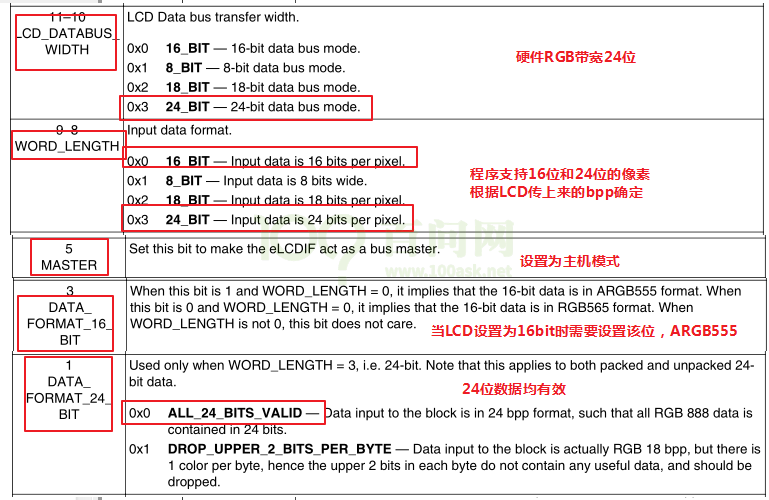 11–10
LCD_DATABUS_
WIDTH
LCD Data bus transfer width.
0x0 16_BIT — 16-bit data bus mode.
0x1 8_BIT — 8-bit data bus mode.
0x2 18_BIT — 18-bit data bus mode.
0x3 24_BIT — 24-bit data bus mode.
硬件RGB带宽24位
9–8
WORD_LENGTH
Input data format.
0x0 16_BIT — Input data is 16 bits per pixel.
0x1 8_BIT — Input data is 8 bits wide.
0x2 18_BIT — Input data is 18 bits per pixel.
0x3 24_BIT — Input data is 24 bits per pixel.
程序支持16位和24位的像素
根据LCD传上来的bpp确定
百问网
www.100ask.net
5
MASTER
Set this bit to make the eLCDIF act as a bus master.
设置为主机模式
3
DATA_
FORMAT_16_
BIT
When this bit is 1 and WORD_LENGTH = 0, it implies that the 16-bit data is in ARGB555 format. When
this bit is 0 and WORD_LENGTH = 0, it implies that the 16-bit data is in RGB565 format. When
WORD_LENGTH is not 0, this bit does not care.
当LCD设置为16bit时需要设置该位，ARGB555
1
DATA_
FORMAT_24_
BIT
Used only when WORD_LENGTH = 3, i.e. 24-bit. Note that this applies to both packed and unpacked 24-
bit data.
24位数据均有效
0x0 ALL_24_BITS_VALID — Data input to the block is in 24 bpp format, such that all RGB 888 data is
contained in 24 bits.
0x1 DROP_UPPER_2_BITS_PER_BYTE — Data input to the block is actually RGB 18 bpp, but there is
1 color per byte, hence the upper 2 bits in each byte do not contain any useful data, and should be
dropped.